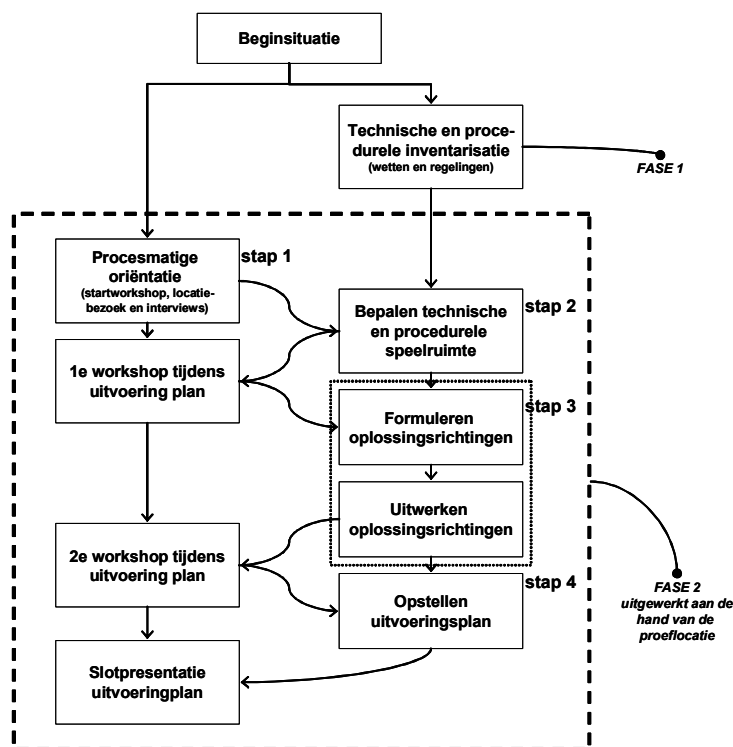 Beginsituatie
Technische en proce-
durele inventarisatie
(wetten en regelingen)
FASE 1
Procesmatige
oriëntatie
(startworkshop, locatie-
bezoek en interviews)
stap 1
Bepalen technische
en procedurele
speelruimte
stap 2
1e workshop tijdens
uitvoering plan
Formuleren
oplossingsrichtingen
stap 3
Uitwerken
oplossingsrichtingen
2e workshop tijdens
uitvoering plan
Opstellen
uitvoeringsplan
stap 4
FASE 2
uitgewerkt aan de
hand van de
proeflocatie
Slotpresentatie
uitvoeringplan